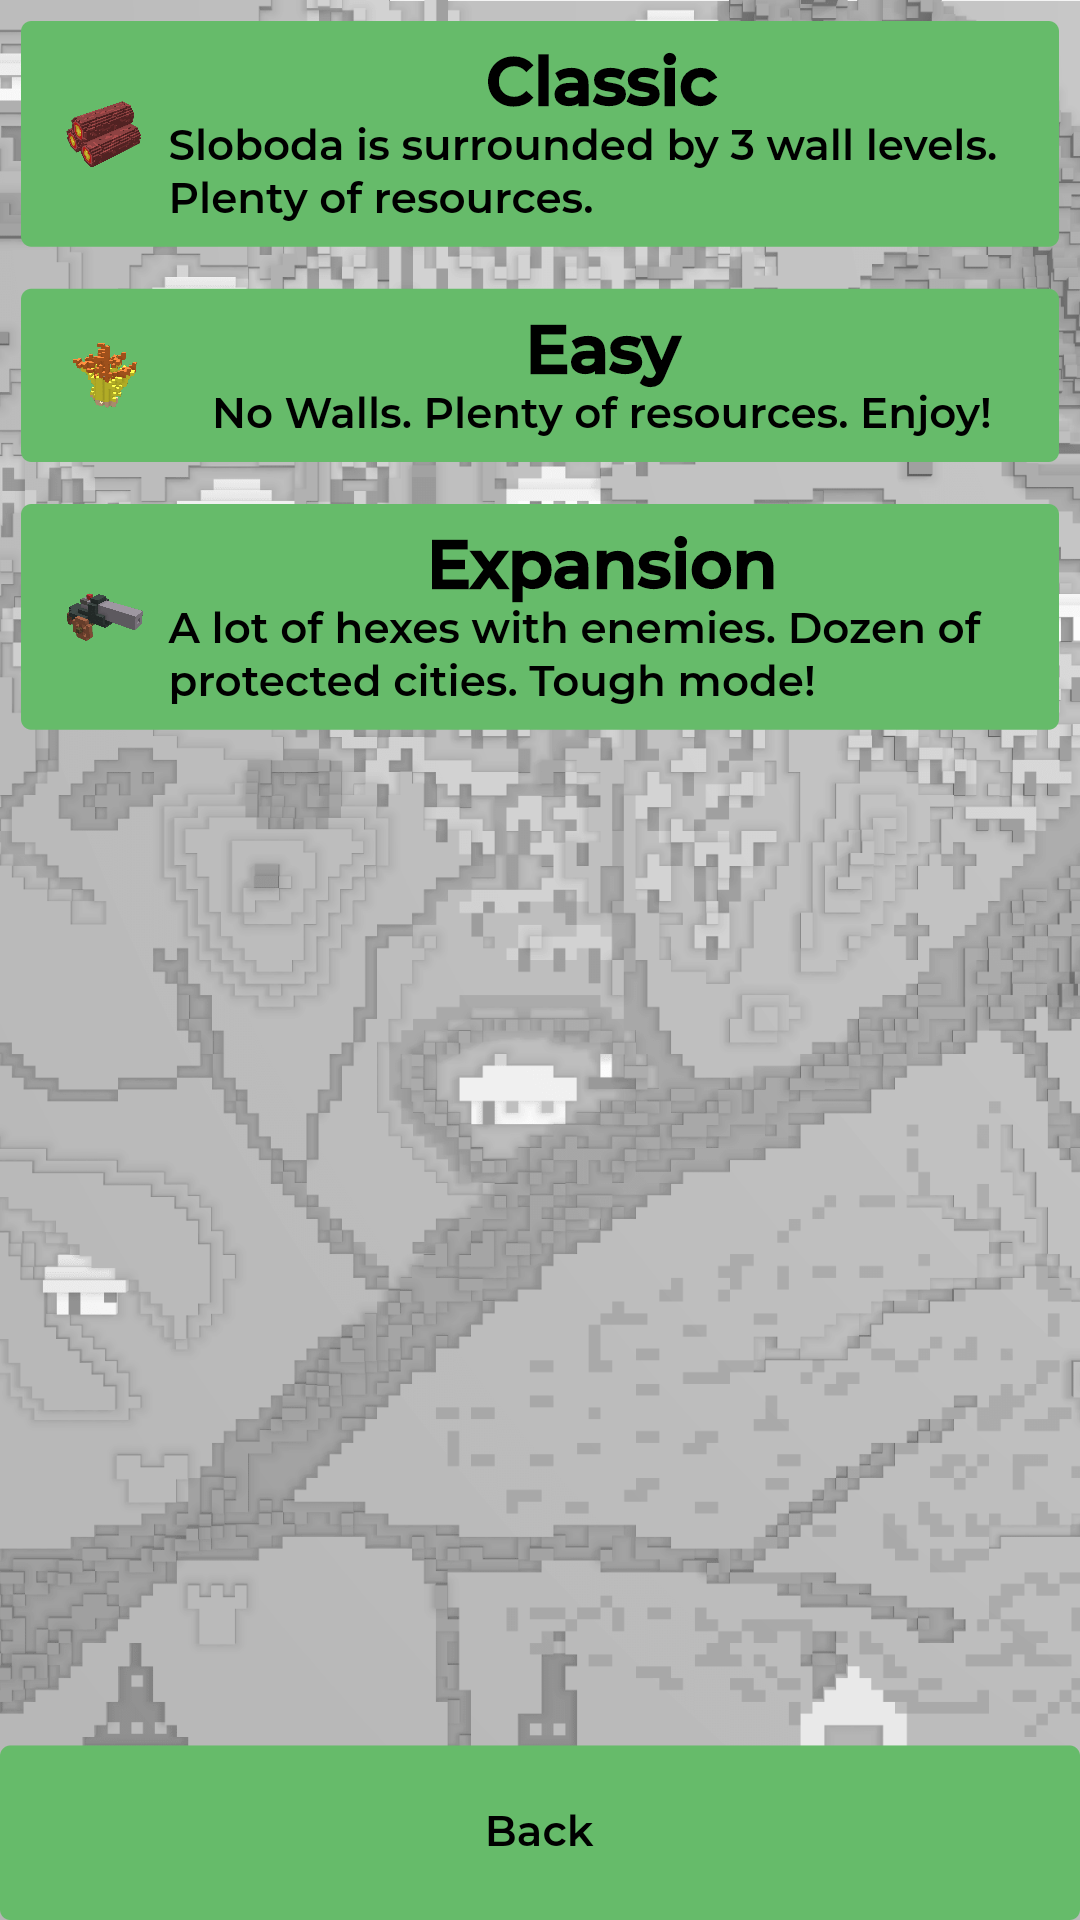 Classic
Sloboda is surrounded by 3 wall levels.
Plenty of resources.
Easy
No Walls. Plenty of resources. Enjoy!
Expansion
A lot of hexes with enemies. Dozen of
protected cities. Tough mode!
Back